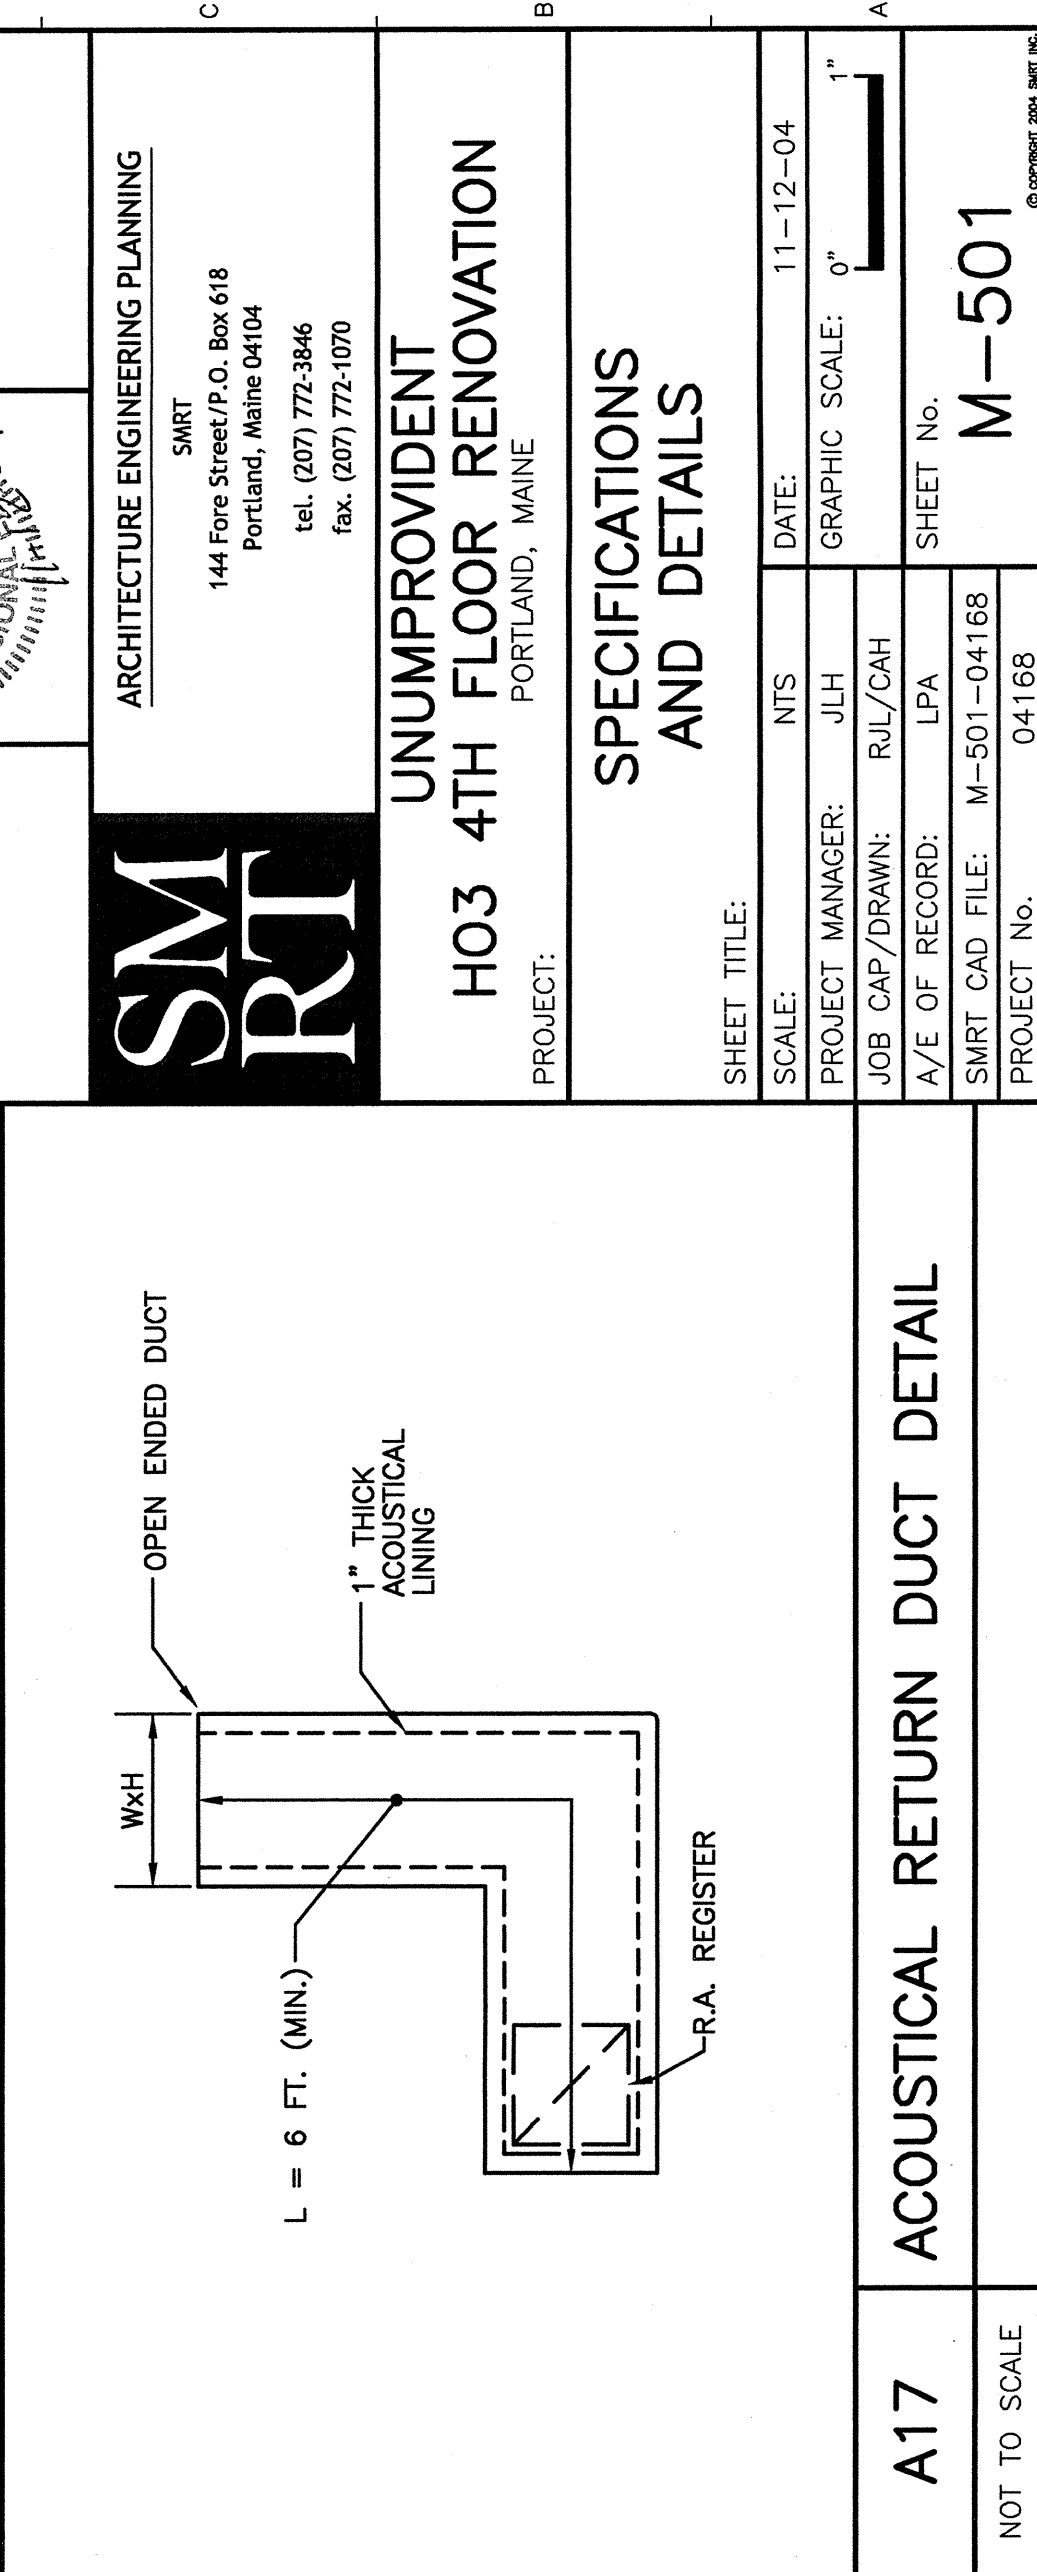 OPEN ENDED DUCT
WxH
L = 6 FT. (MIN.)
1" THICK
ACOUSTICAL
LINING
R.A. REGISTER
A17
ACOUSTICAL RETURN DUCT DETAIL
NOT TO SCALE
C
B
A
SM
RT
ARCHITECTURE ENGINEERING PLANNING
SMRT
144 Fore Street/P.O. Box 618
Portland, Maine 04104
tel. (207) 772-3846
fax. (207) 772-1070
UNUMPROVIDENT
HO3 4TH FLOOR RENOVATION
PROJECT: PORTLAND, MAINE
SPECIFICATIONS
AND DETAILS
SHEET TITLE:
SCALE: NTS
DATE: 11-12-04
PROJECT MANAGER: JLH
GRAPHIC SCALE: 0" 1"
JOB CAP/DRAWN: RJL/CAH
A/E OF RECORD: LPA
SHEET No.
M-501
SMRT CAD FILE: M-501-04168
PROJECT No. 04168
© COPYRIGHT 2004 SMRT INC.